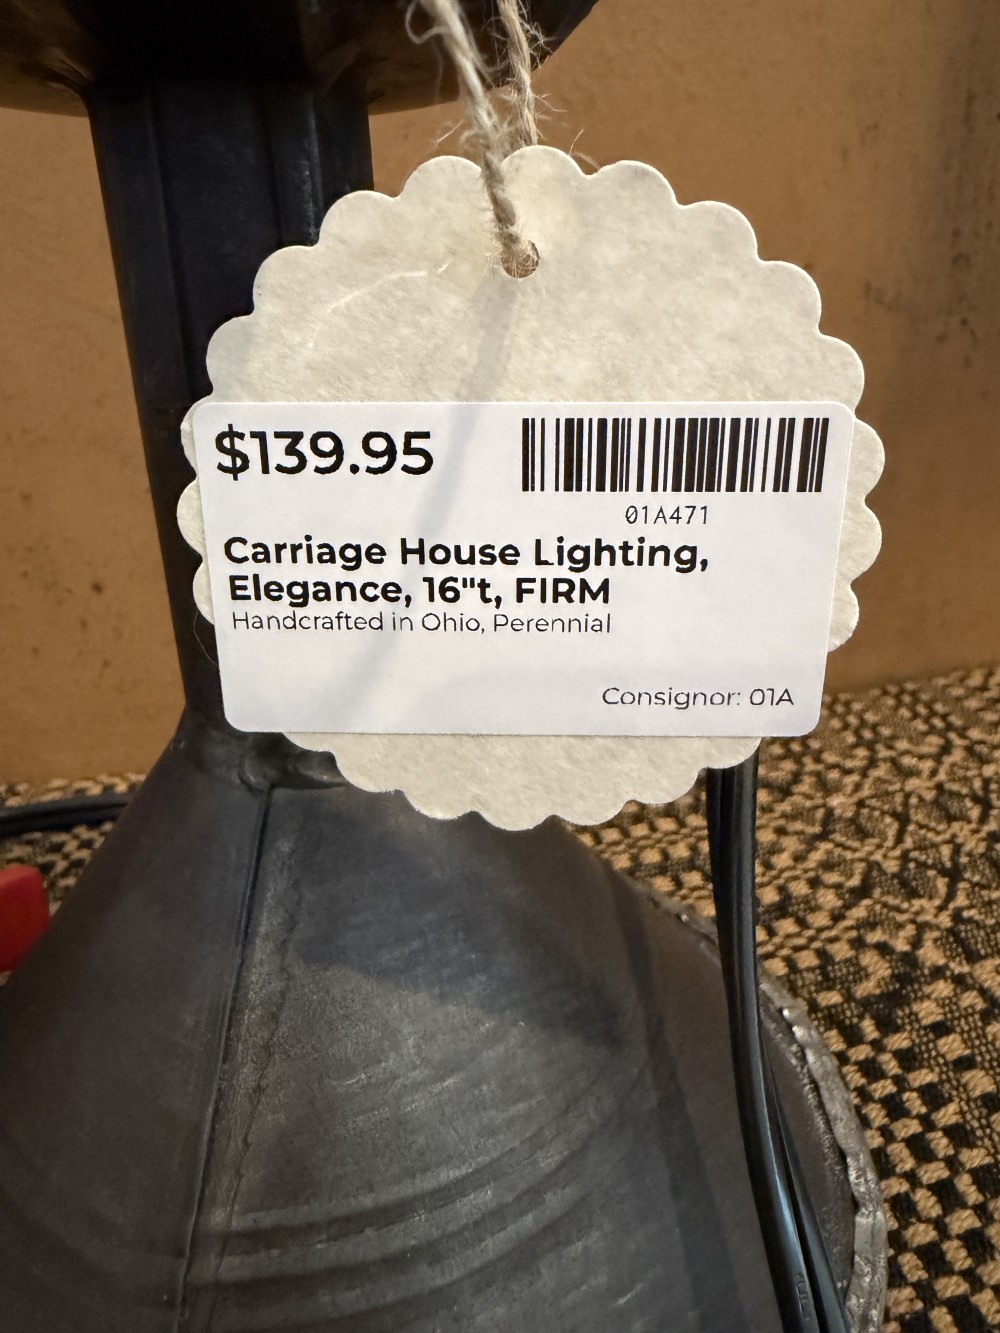 $139.95
01A471
Carriage House Lighting,
Elegance, 16"t, FIRM
Handcrafted in Ohio, Perennial
Consignor: 01A